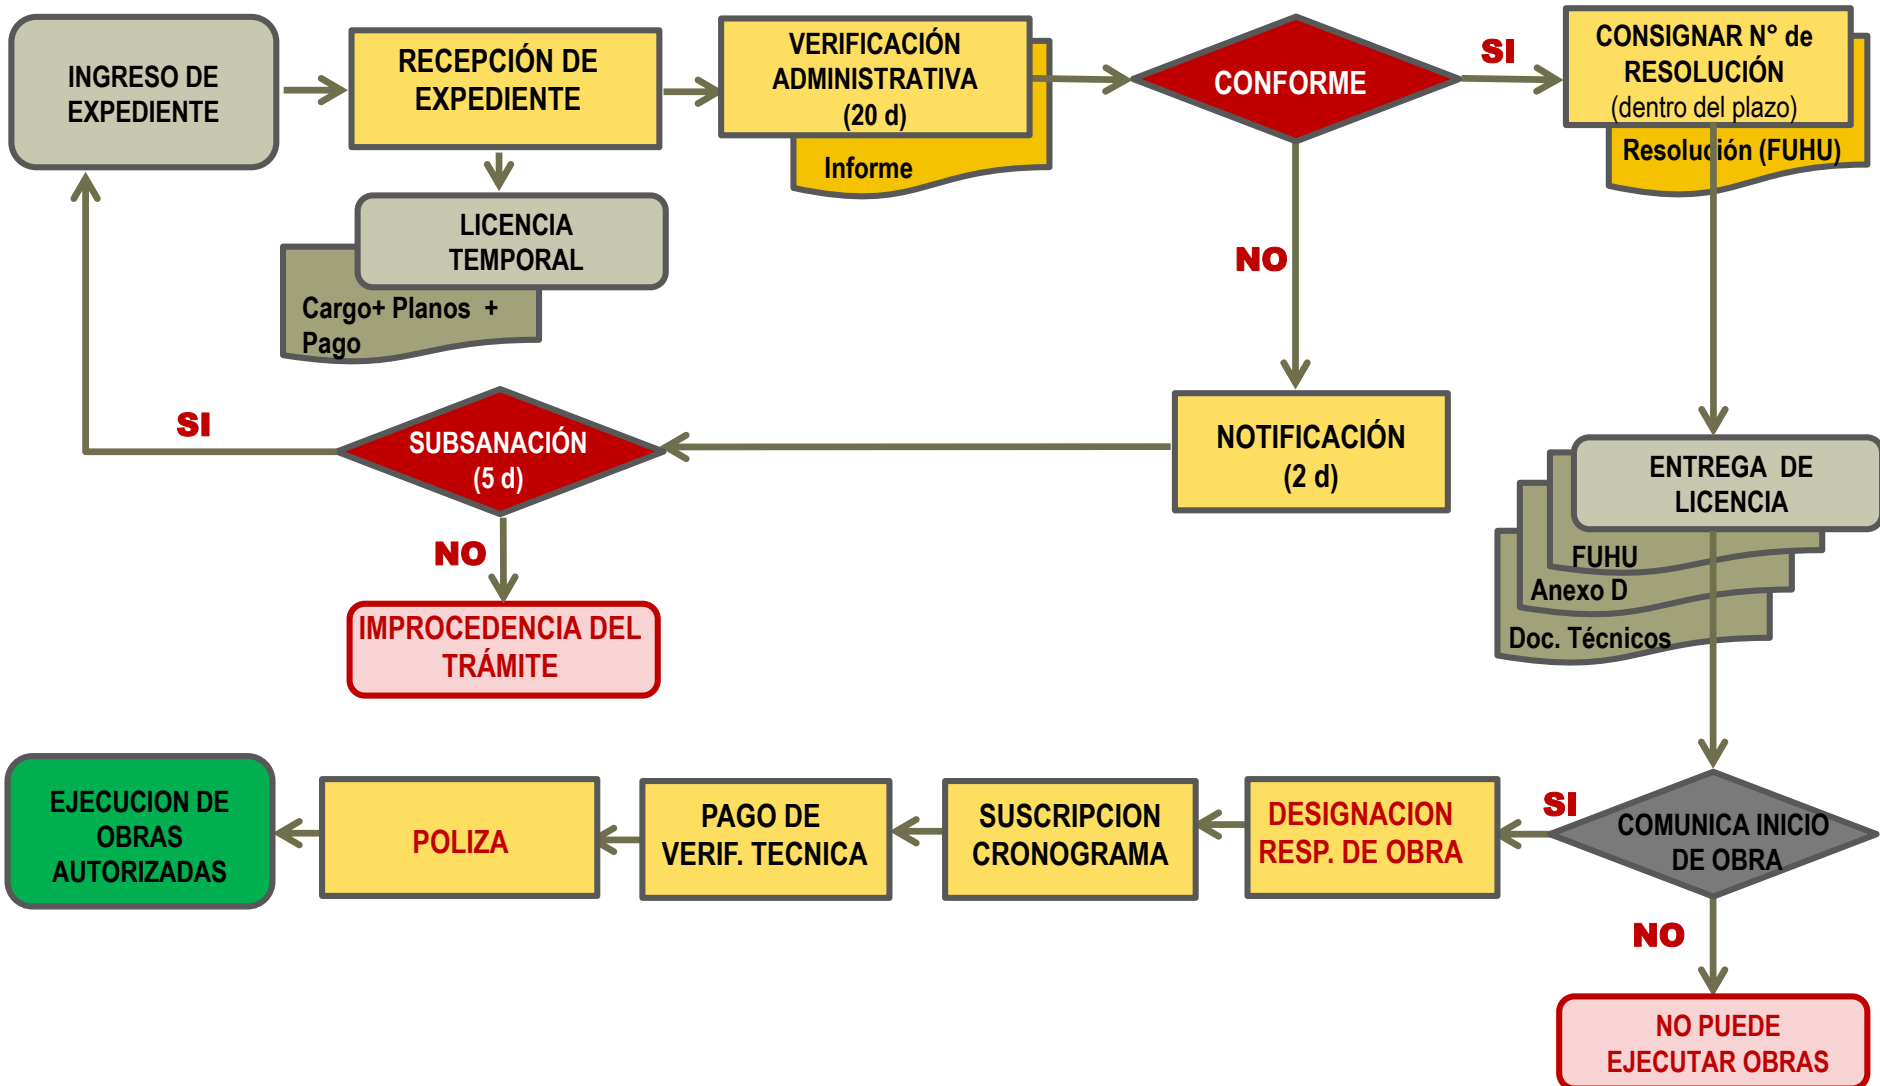 INGRESO DE
EXPEDIENTE
RECEPCIÓN DE
EXPEDIENTE
VERIFICACIÓN
ADMINISTRATIVA
(20 d)
Informe
CONFORME
SI
CONSIGNAR N° de
RESOLUCIÓN
(dentro del plazo)
Resolución (FUHU)
LICENCIA
TEMPORAL
Cargo+ Planos +
Pago
NO
SI
SUBSANACIÓN
(5 d)
NOTIFICACIÓN
(2 d)
ENTREGA DE
LICENCIA
FUHU
Anexo D
Doc. Técnicos
NO
IMPROCEDENCIA DEL
TRÁMITE
EJECUCION DE
OBRAS
AUTORIZADAS
POLIZA
PAGO DE
VERIF. TECNICA
SUSCRIPCION
CRONOGRAMA
DESIGNACION
RESP. DE OBRA
SI
COMUNICA INICIO
DE OBRA
NO
NO PUEDE
EJECUTAR OBRAS